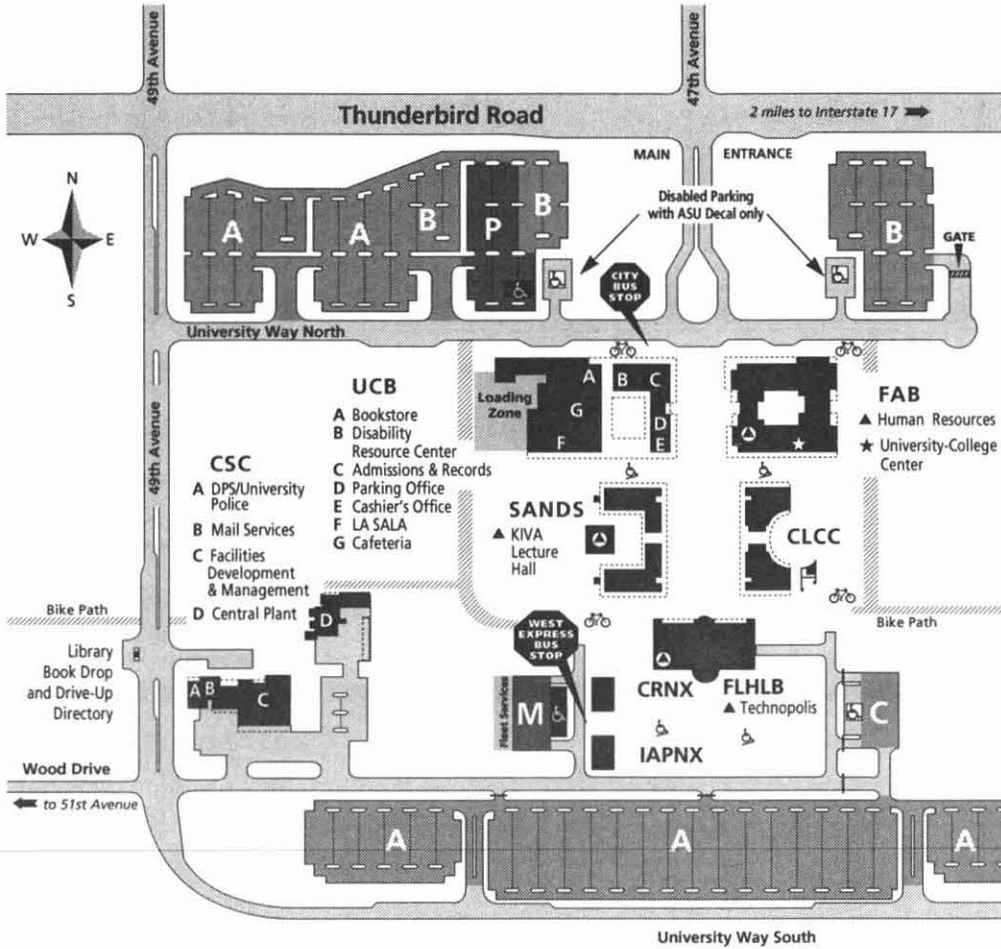 49th Avenue
47th Avenue
Thunderbird Road
2 miles to Interstate 17
MAIN ENTRANCE
N
W E
S
Disabled Parking
with ASU Decal only
A
A
B
P
B
B
GATE
CITY
BUS
STOP
University Way North
49th Avenue
UCB
A Bookstore
B Disability
Resource Center
C Admissions & Records
D Parking Office
E Cashier's Office
F LA SALA
G Cafeteria
Loading
Zone
A
B
C
G
D
F
E
FAB
Human Resources
University-College
Center
CSC
A DPS/University
Police
B Mail Services
C Facilities
Development
& Management
D Central Plant
SANDS
KIVA
Lecture
Hall
CLCC
Bike Path
Bike Path
D
WEST
EXPRESS
BUS
STOP
Library
Book Drop
and Drive-Up
Directory
A
B
C
Fleet Services
M
CRNX
FLHLB
Technopolis
IAPNX
C
Wood Drive
to 51st Avenue
A
A
A
University Way South